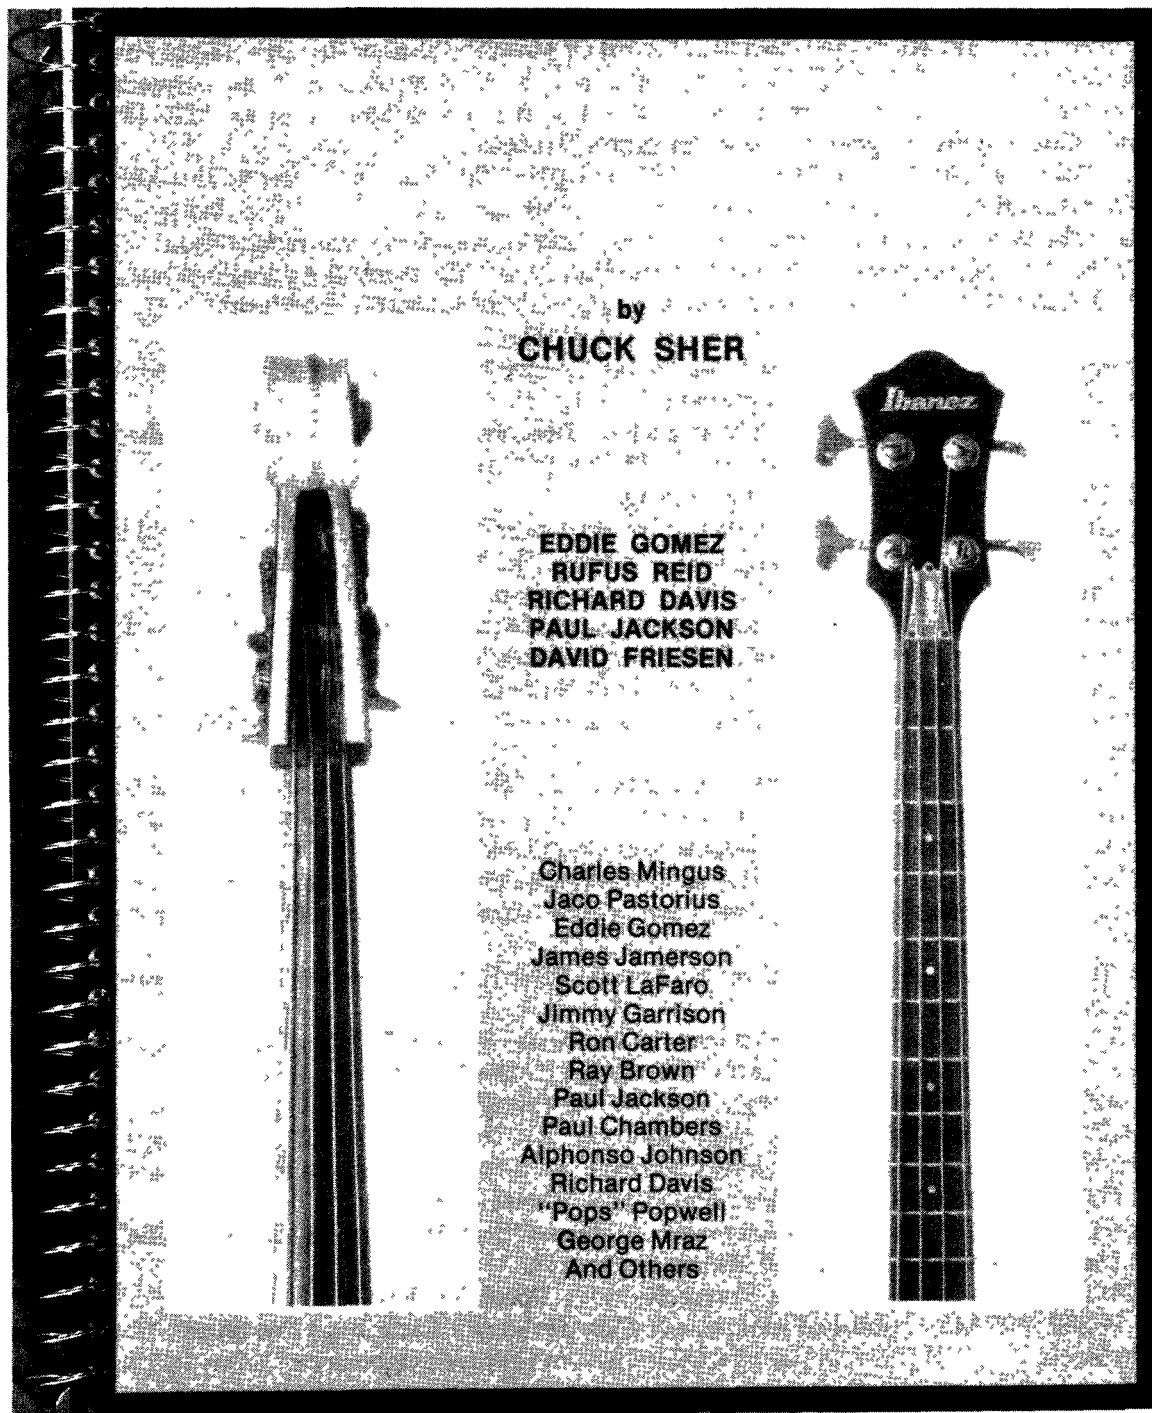 by
CHUCK SHER
Ibanez
EDDIE GOMEZ
RUFUS REID
RICHARD DAVIS
PAUL JACKSON
DAVID FRIESEN
Charles Mingus
Jaco Pastorius
Eddie Gomez
James Jamerson
Scott LaFaro
Jimmy Garrison
Ron Carter
Ray Brown
Paul Jackson
Paul Chambers
Alphonso Johnson
Richard Davis
"Pops" Popwell
George Mraz
And Others